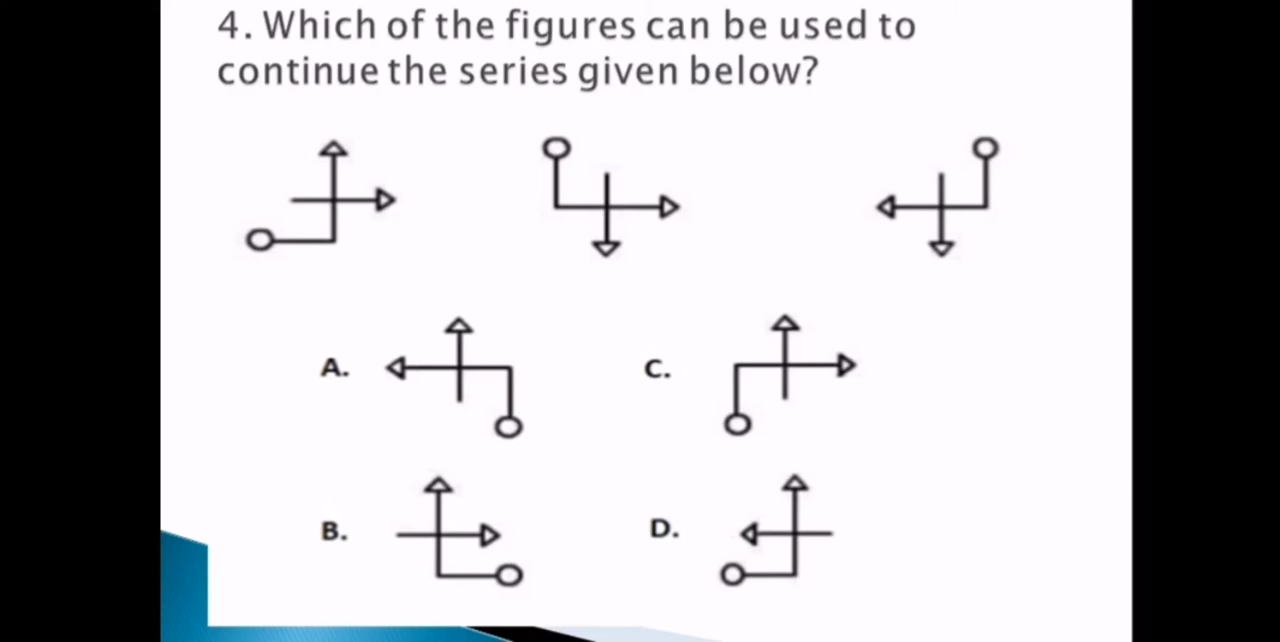 4. Which of the figures can be used to
continue the series given below?
A.
C.
B.
D.